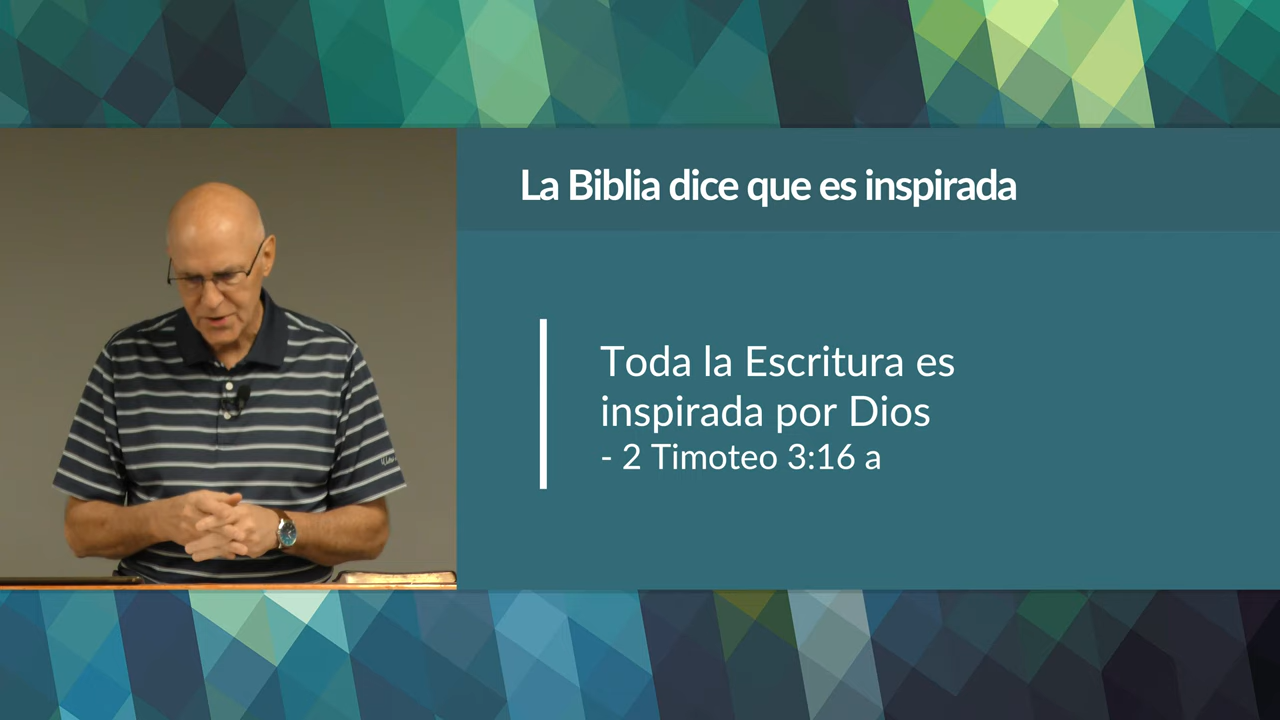 La Biblia dice que es inspirada
Toda la Escritura es
inspirada por Dios
- 2 Timoteo 3:16 a